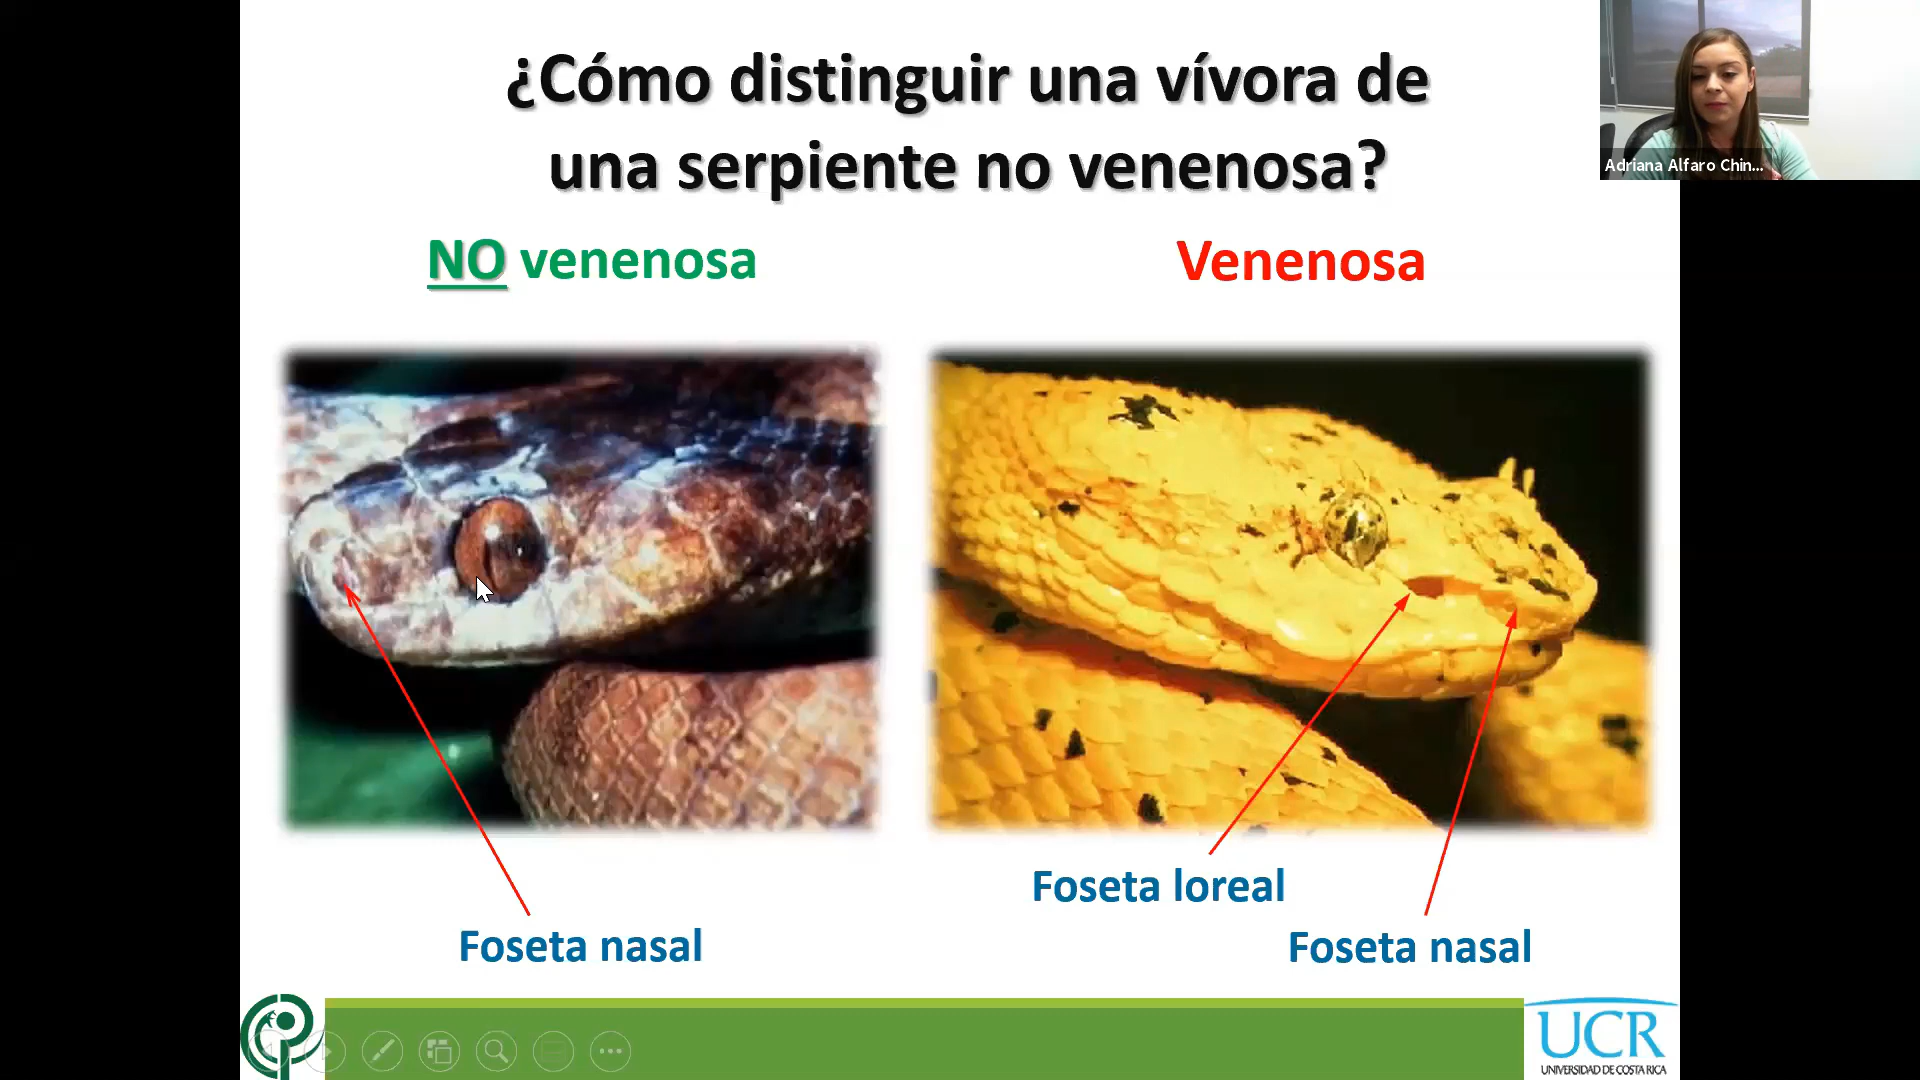 ¿Cómo distinguir una vívora de
una serpiente no venenosa?
Adriana Alfaro Chin...
NO venenosa
Venenosa
Foseta loreal
Foseta nasal
Foseta nasal
UCR
UNIVERSIDAD DE COSTA RICA